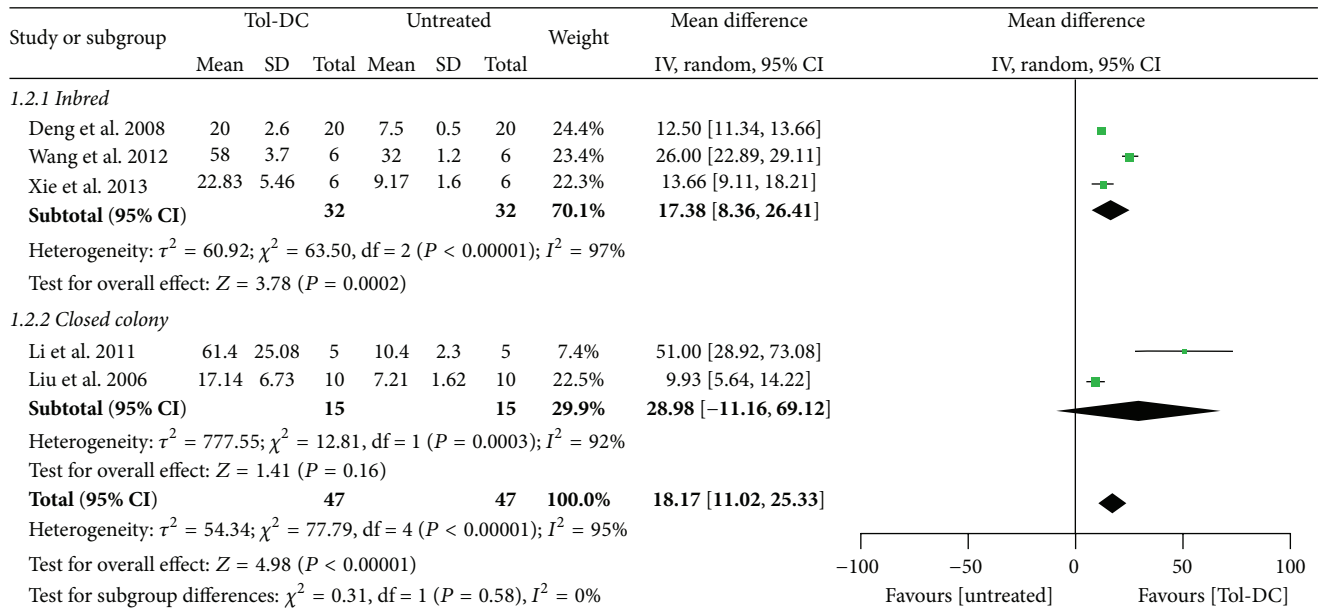 Study or subgroup Tol-DC Untreated Weight Mean difference Mean difference
Mean SD Total Mean SD Total IV, random, 95% CI IV, random, 95% CI
1.2.1 Inbred
Deng et al. 2008 20 2.6 20 7.5 0.5 20 24.4% 12.50 [11.34, 13.66]
Wang et al. 2012 58 3.7 6 32 1.2 6 23.4% 26.00 [22.89, 29.11]
Xie et al. 2013 22.83 5.46 6 9.17 1.6 6 22.3% 13.66 [9.11, 18.21]
Subtotal (95% CI) 32 32 70.1% 17.38 [8.36, 26.41]
Heterogeneity: τ² = 60.92; χ² = 63.50, df = 2 (P < 0.00001); I² = 97%
Test for overall effect: Z = 3.78 (P = 0.0002)
1.2.2 Closed colony
Li et al. 2011 61.4 25.08 5 10.4 2.3 5 7.4% 51.00 [28.92, 73.08]
Liu et al. 2006 17.14 6.73 10 7.21 1.62 10 22.5% 9.93 [5.64, 14.22]
Subtotal (95% CI) 15 15 29.9% 28.98 [−11.16, 69.12]
Heterogeneity: τ² = 777.55; χ² = 12.81, df = 1 (P = 0.0003); I² = 92%
Test for overall effect: Z = 1.41 (P = 0.16)
Total (95% CI) 47 47 100.0% 18.17 [11.02, 25.33]
Heterogeneity: τ² = 54.34; χ² = 77.79, df = 4 (P < 0.00001); I² = 95%
Test for overall effect: Z = 4.98 (P < 0.00001)
Test for subgroup differences: χ² = 0.31, df = 1 (P = 0.58), I² = 0%
−100 −50 0 50 100
Favours [untreated] Favours [Tol-DC]